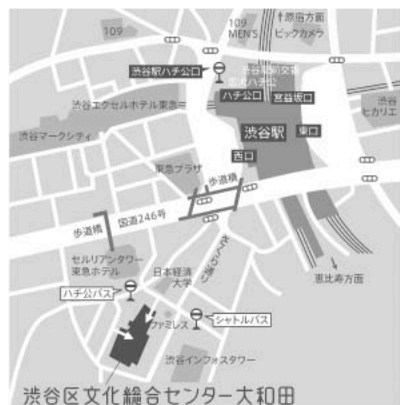 109
MEN'S
↑原宿方面
ビックカメラ
109
渋谷駅ハチ公口
ハチ公口
宮益坂口
渋谷エクセルホテル東急
渋谷
ヒカリエ
渋谷マークシティ
渋谷駅
東口
西口
東急プラザ
歩道橋
国道246号
歩道橋
さくら通り
セルリアンタワー
東急ホテル
日本経済
大学
恵比寿方面
ハチ公バス
ファミレス
シャトルバス
渋谷インフォスタワー
渋谷区文化総合センター大和田